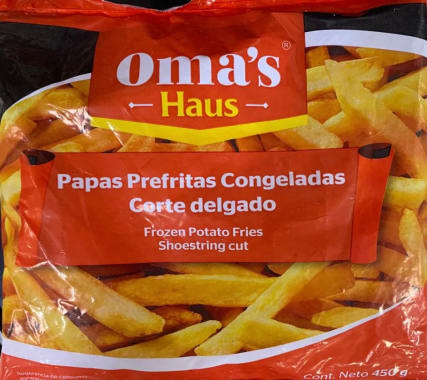 Oma's®
Haus
Papas Prefritas Congeladas
Corte delgado
Frozen Potato Fries
Shoestring cut
Cont. Neto 450 g